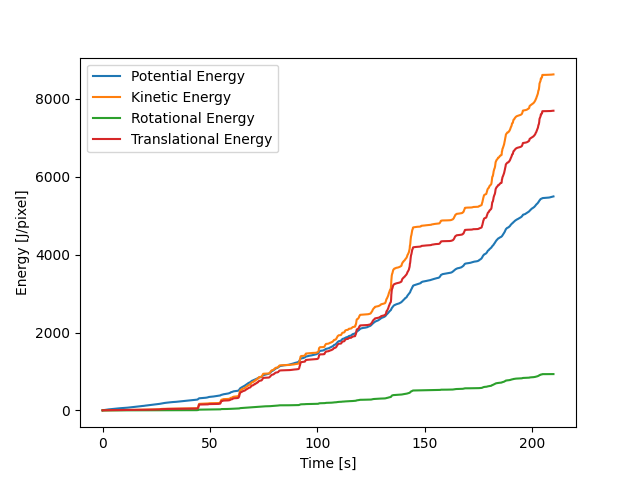 Potential Energy
Kinetic Energy
Rotational Energy
Translational Energy
8000
6000
4000
2000
0
Energy [J/pixel]
0 50 100 150 200
Time [s]